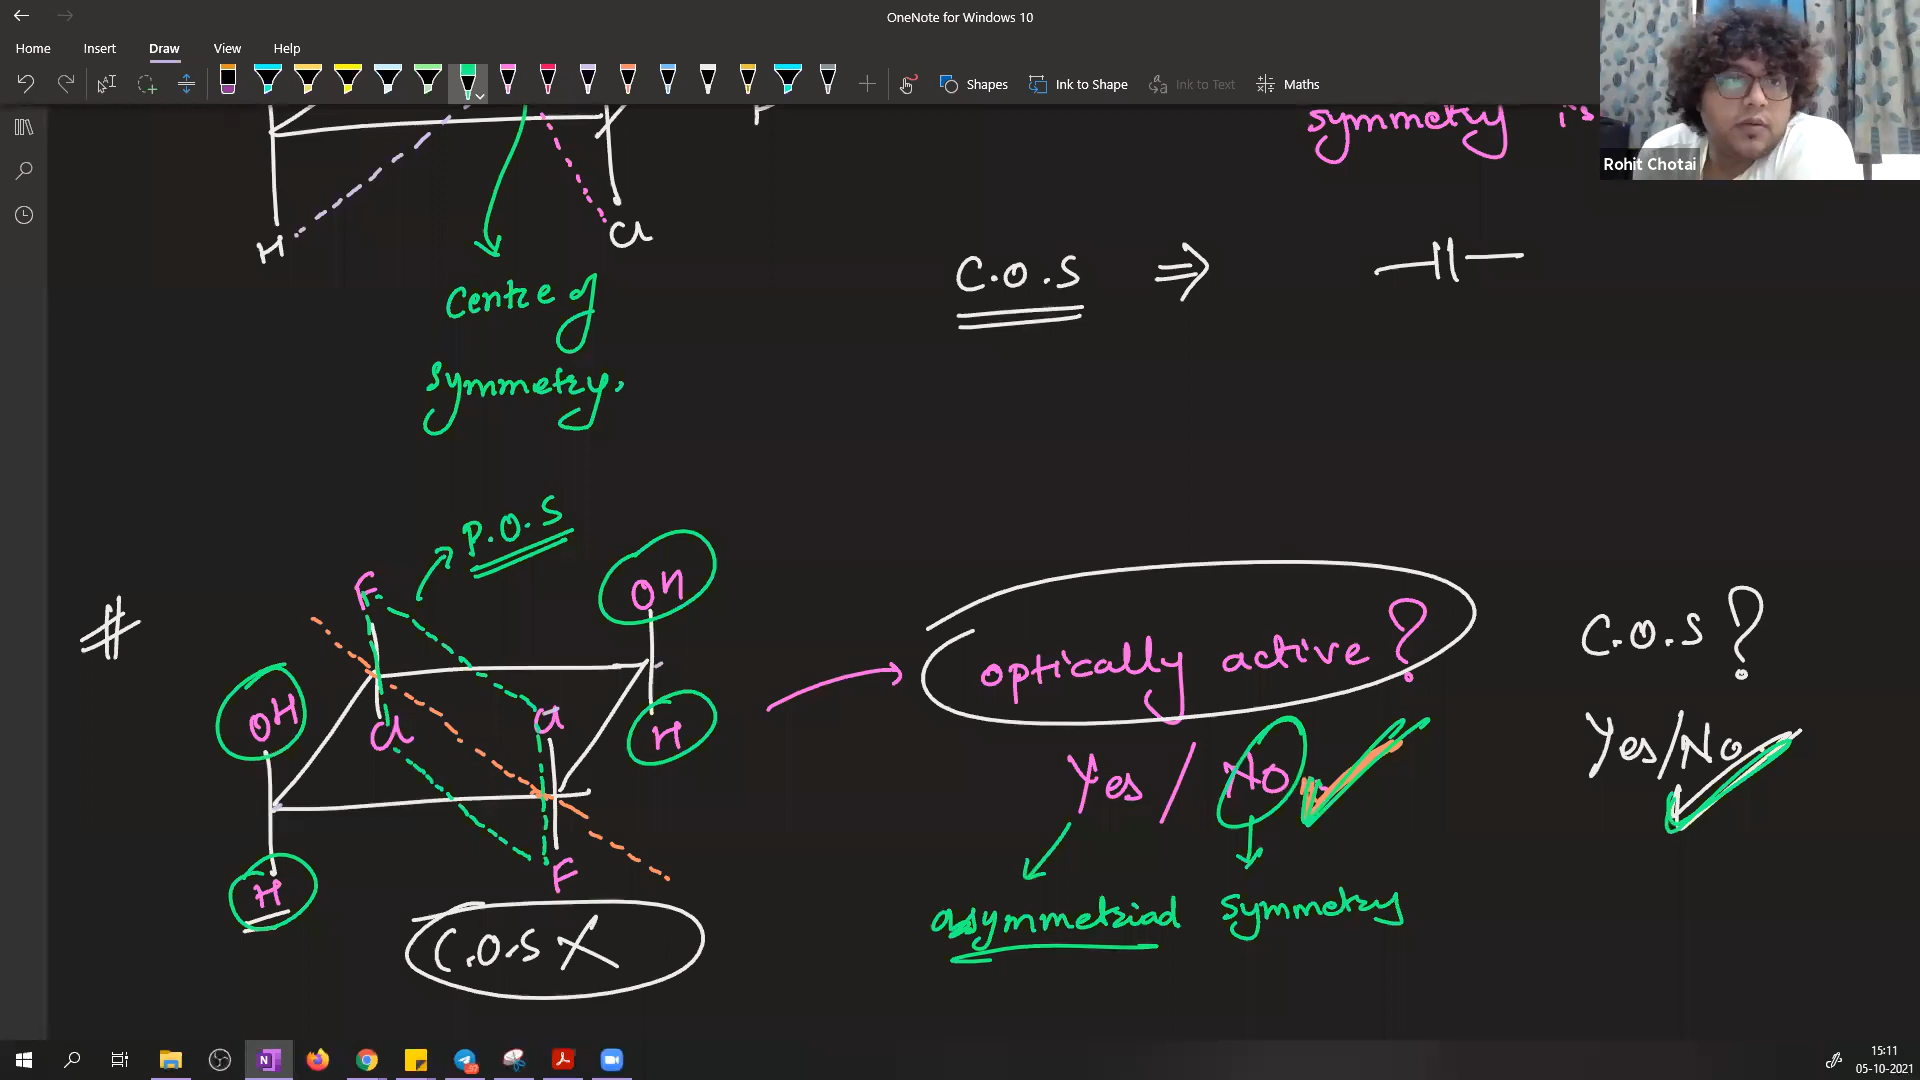 OneNote for Windows 10
Home Insert Draw View Help
Shapes Ink to Shape Ink to Text Maths
symmetry is
Rohit Chotai
H Cl F
C.O.S ⇒
Centre of
symmetry.
P.O.S
#
F OH
OH Cl Cl H
H F
C.O.S X
optically active?
Yes / No
asymmetrical symmetry
C.O.S ?
Yes/No
15:11
05-10-2021